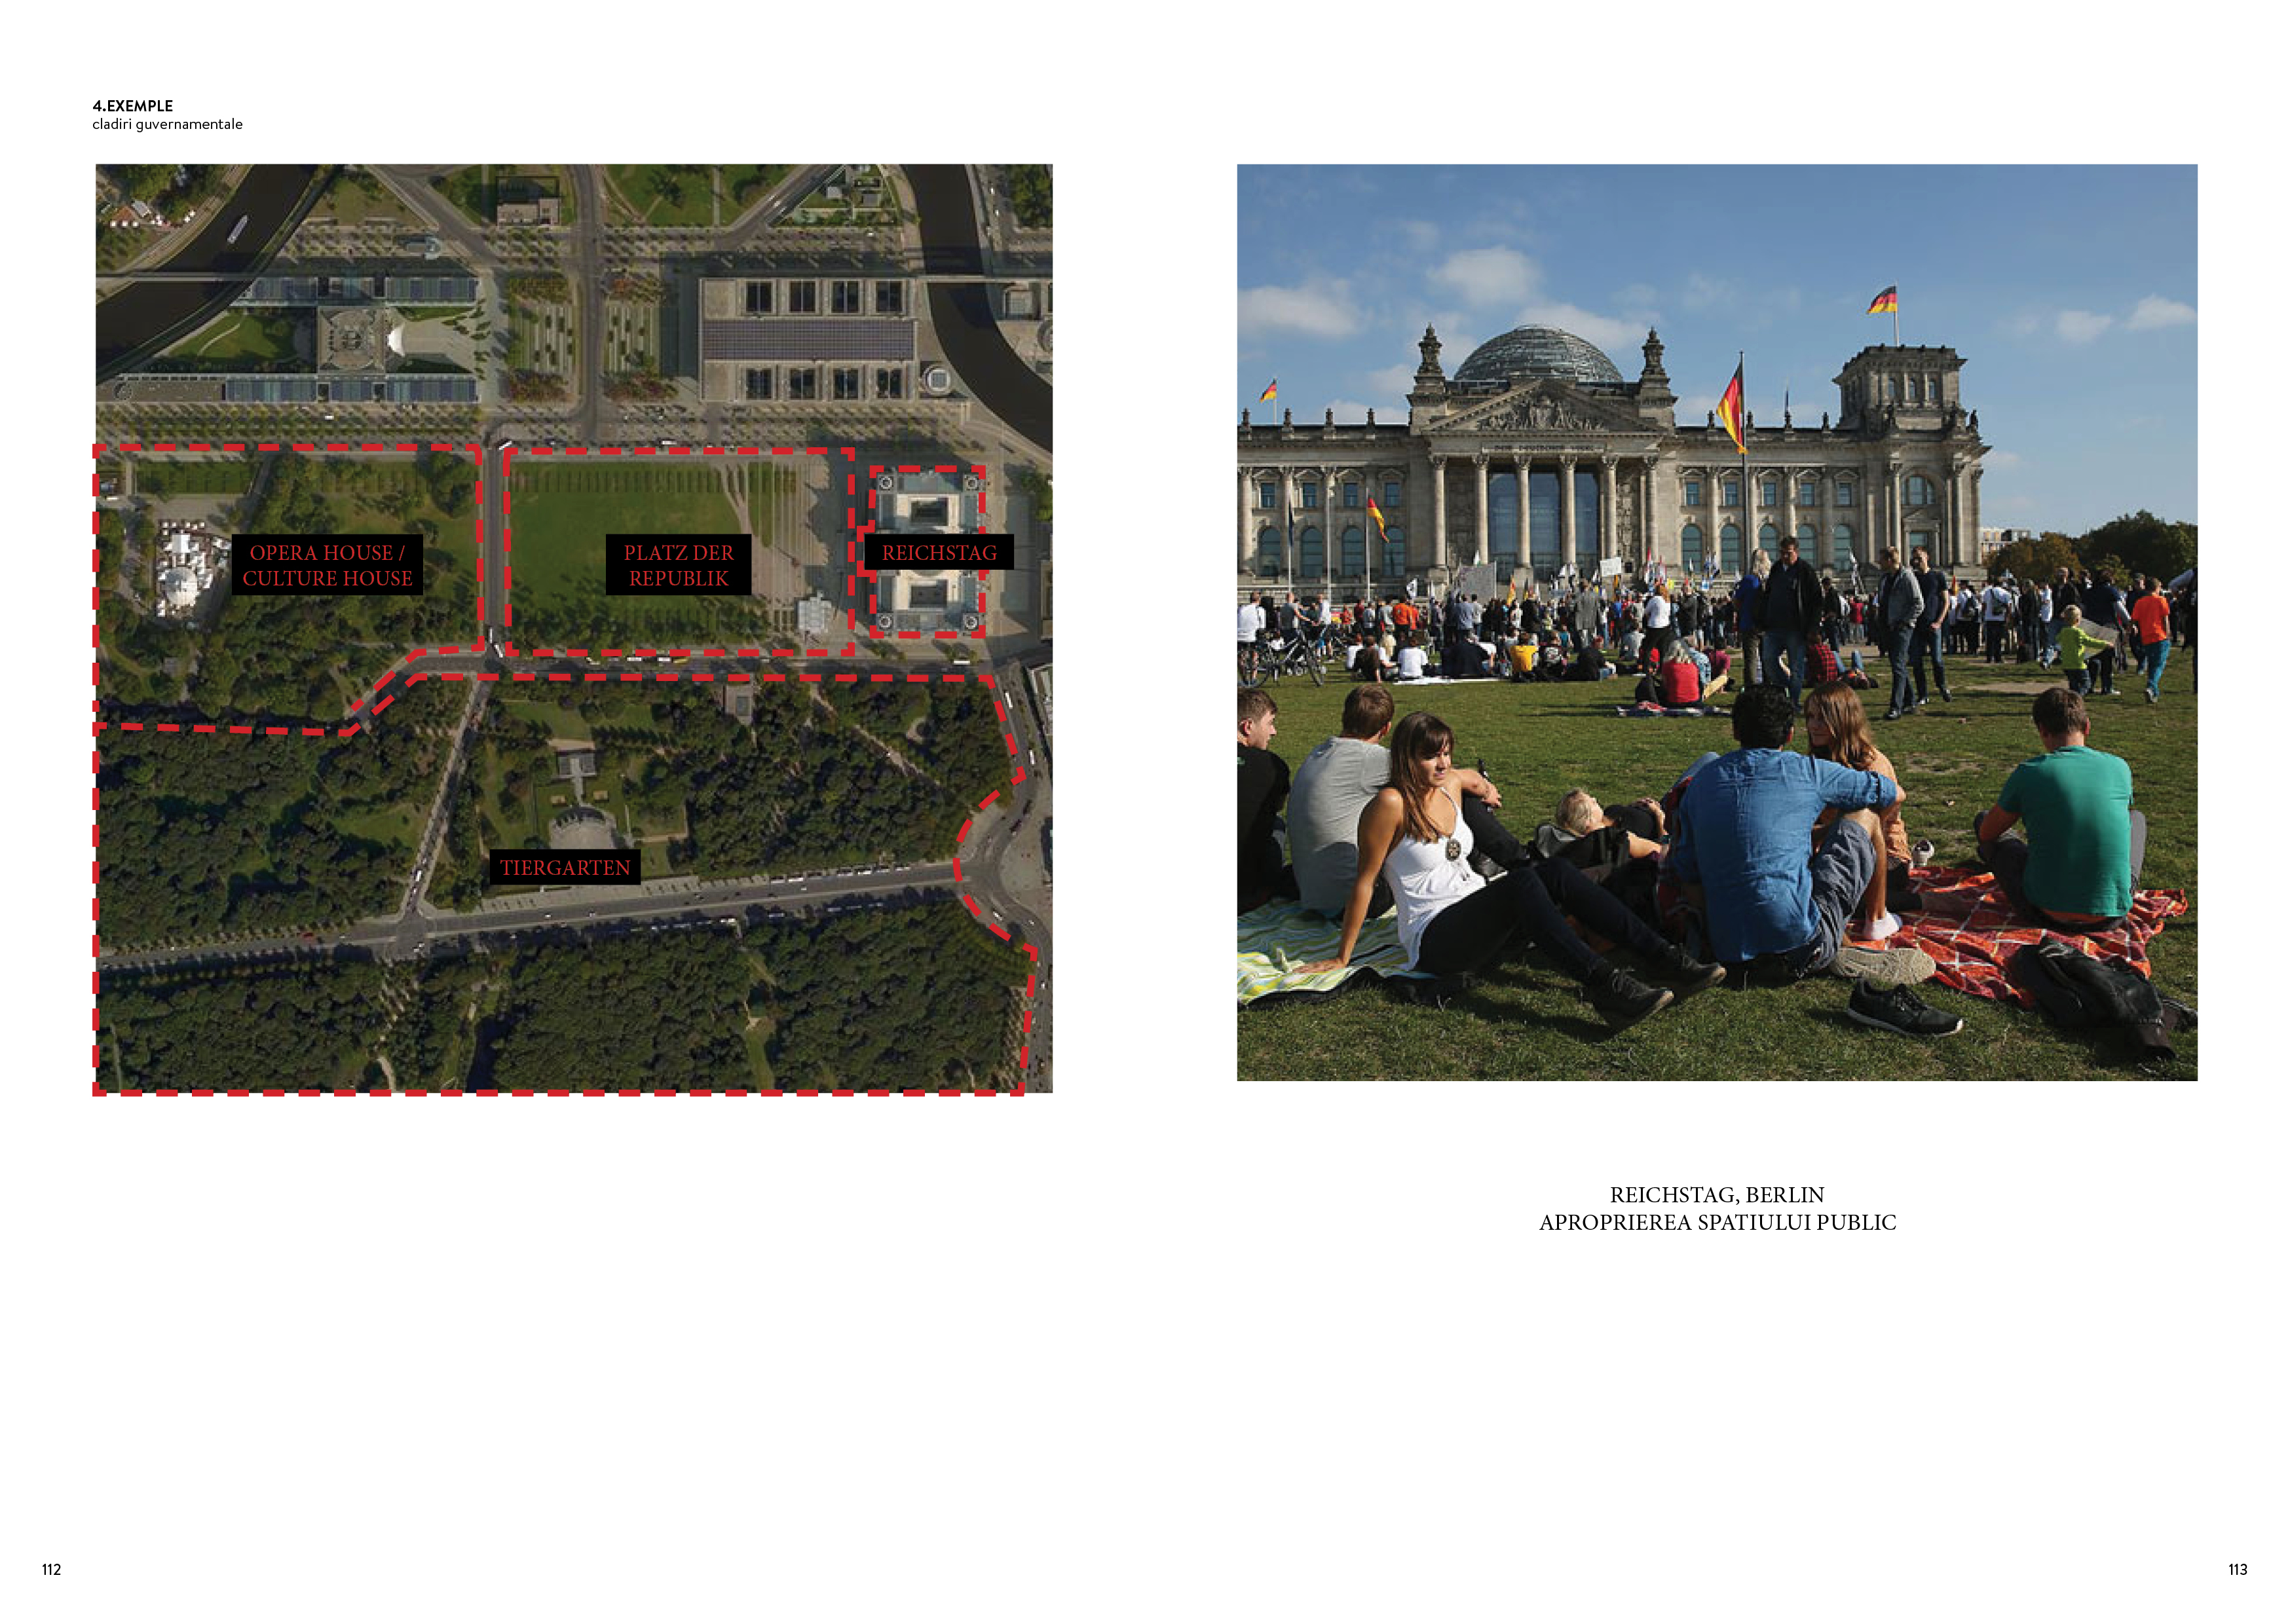 4.EXEMPLE
cladiri guvernamentale
OPERA HOUSE /
CULTURE HOUSE
PLATZ DER
REPUBLIK
REICHSTAG
TIERGARTEN
REICHSTAG, BERLIN
APROPRIEREA SPATIULUI PUBLIC
112
113